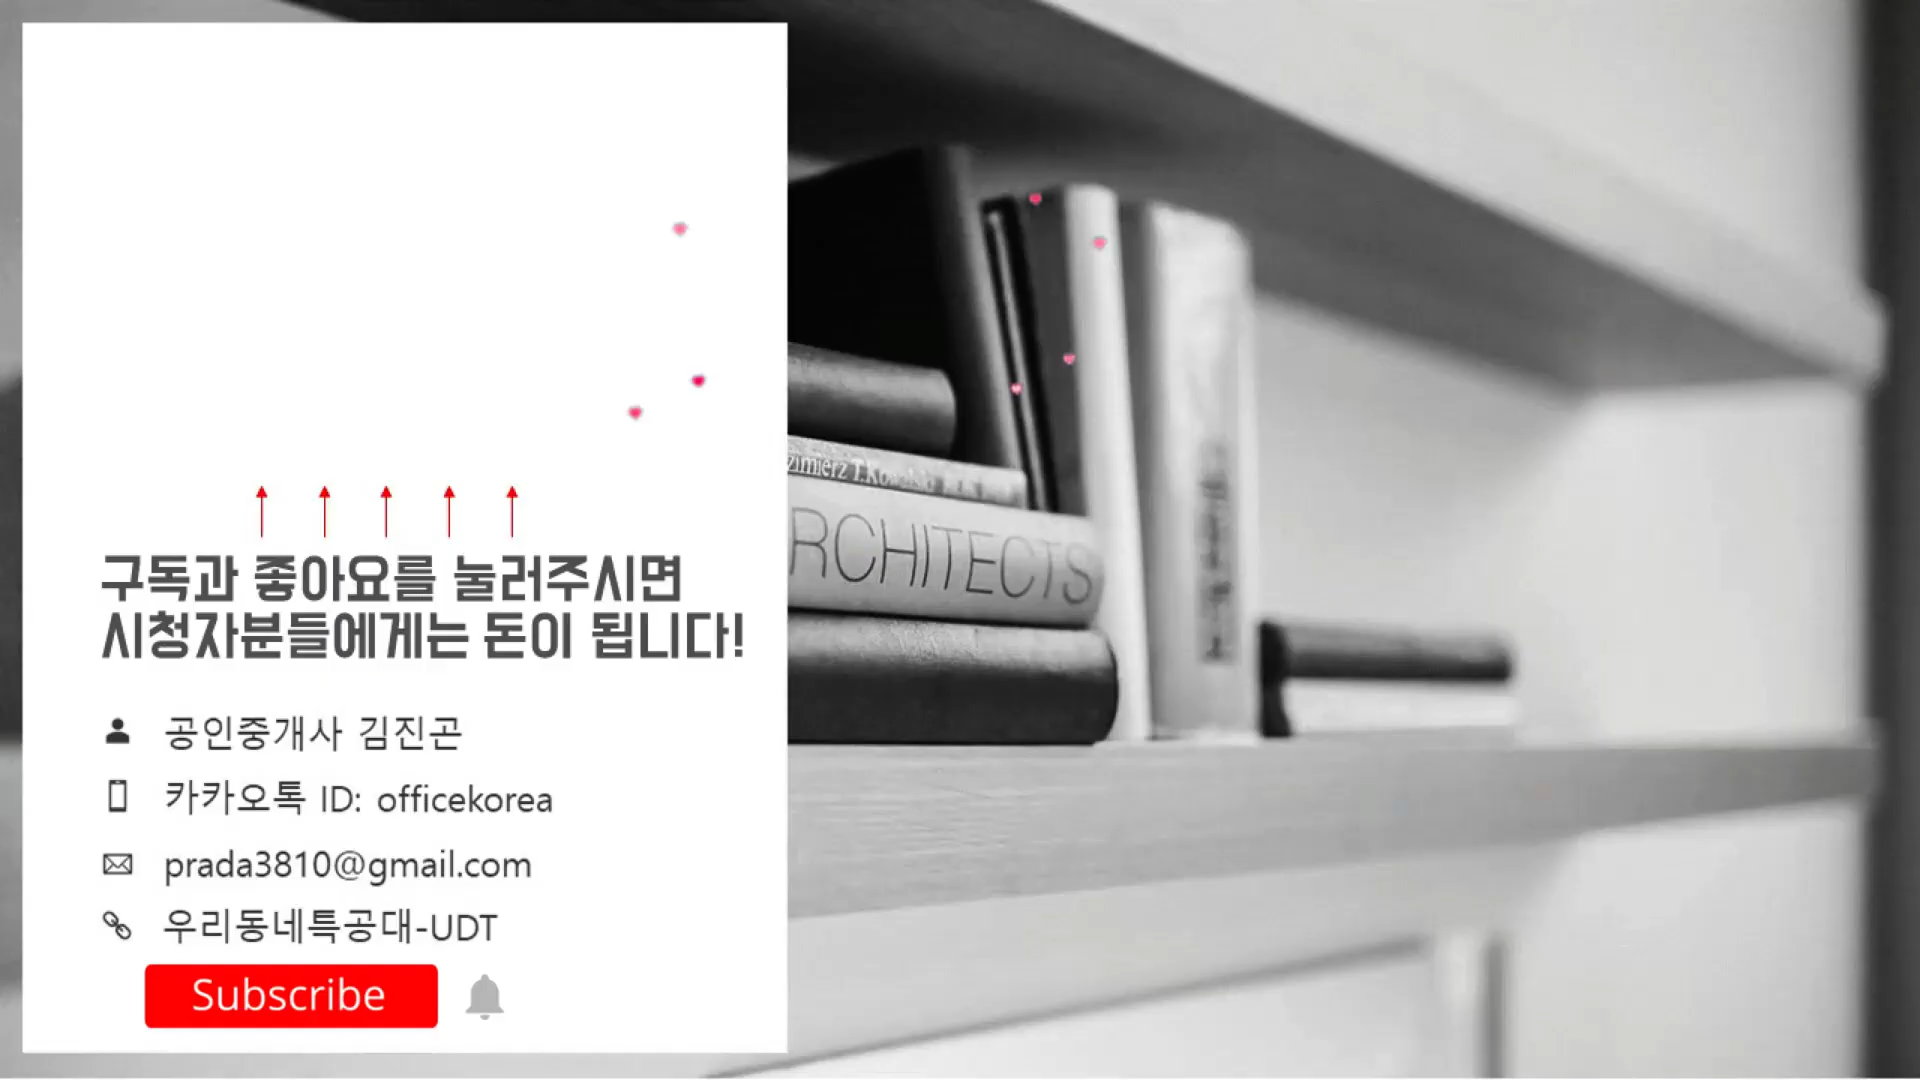 구독과 좋아요를 눌러주시면
시청자분들에게는 돈이 됩니다!
공인중개사 김진곤
카카오톡 ID: officekorea
prada3810@gmail.com
우리동네특공대-UDT
Subscribe
zimierz T.
RCHITECTS